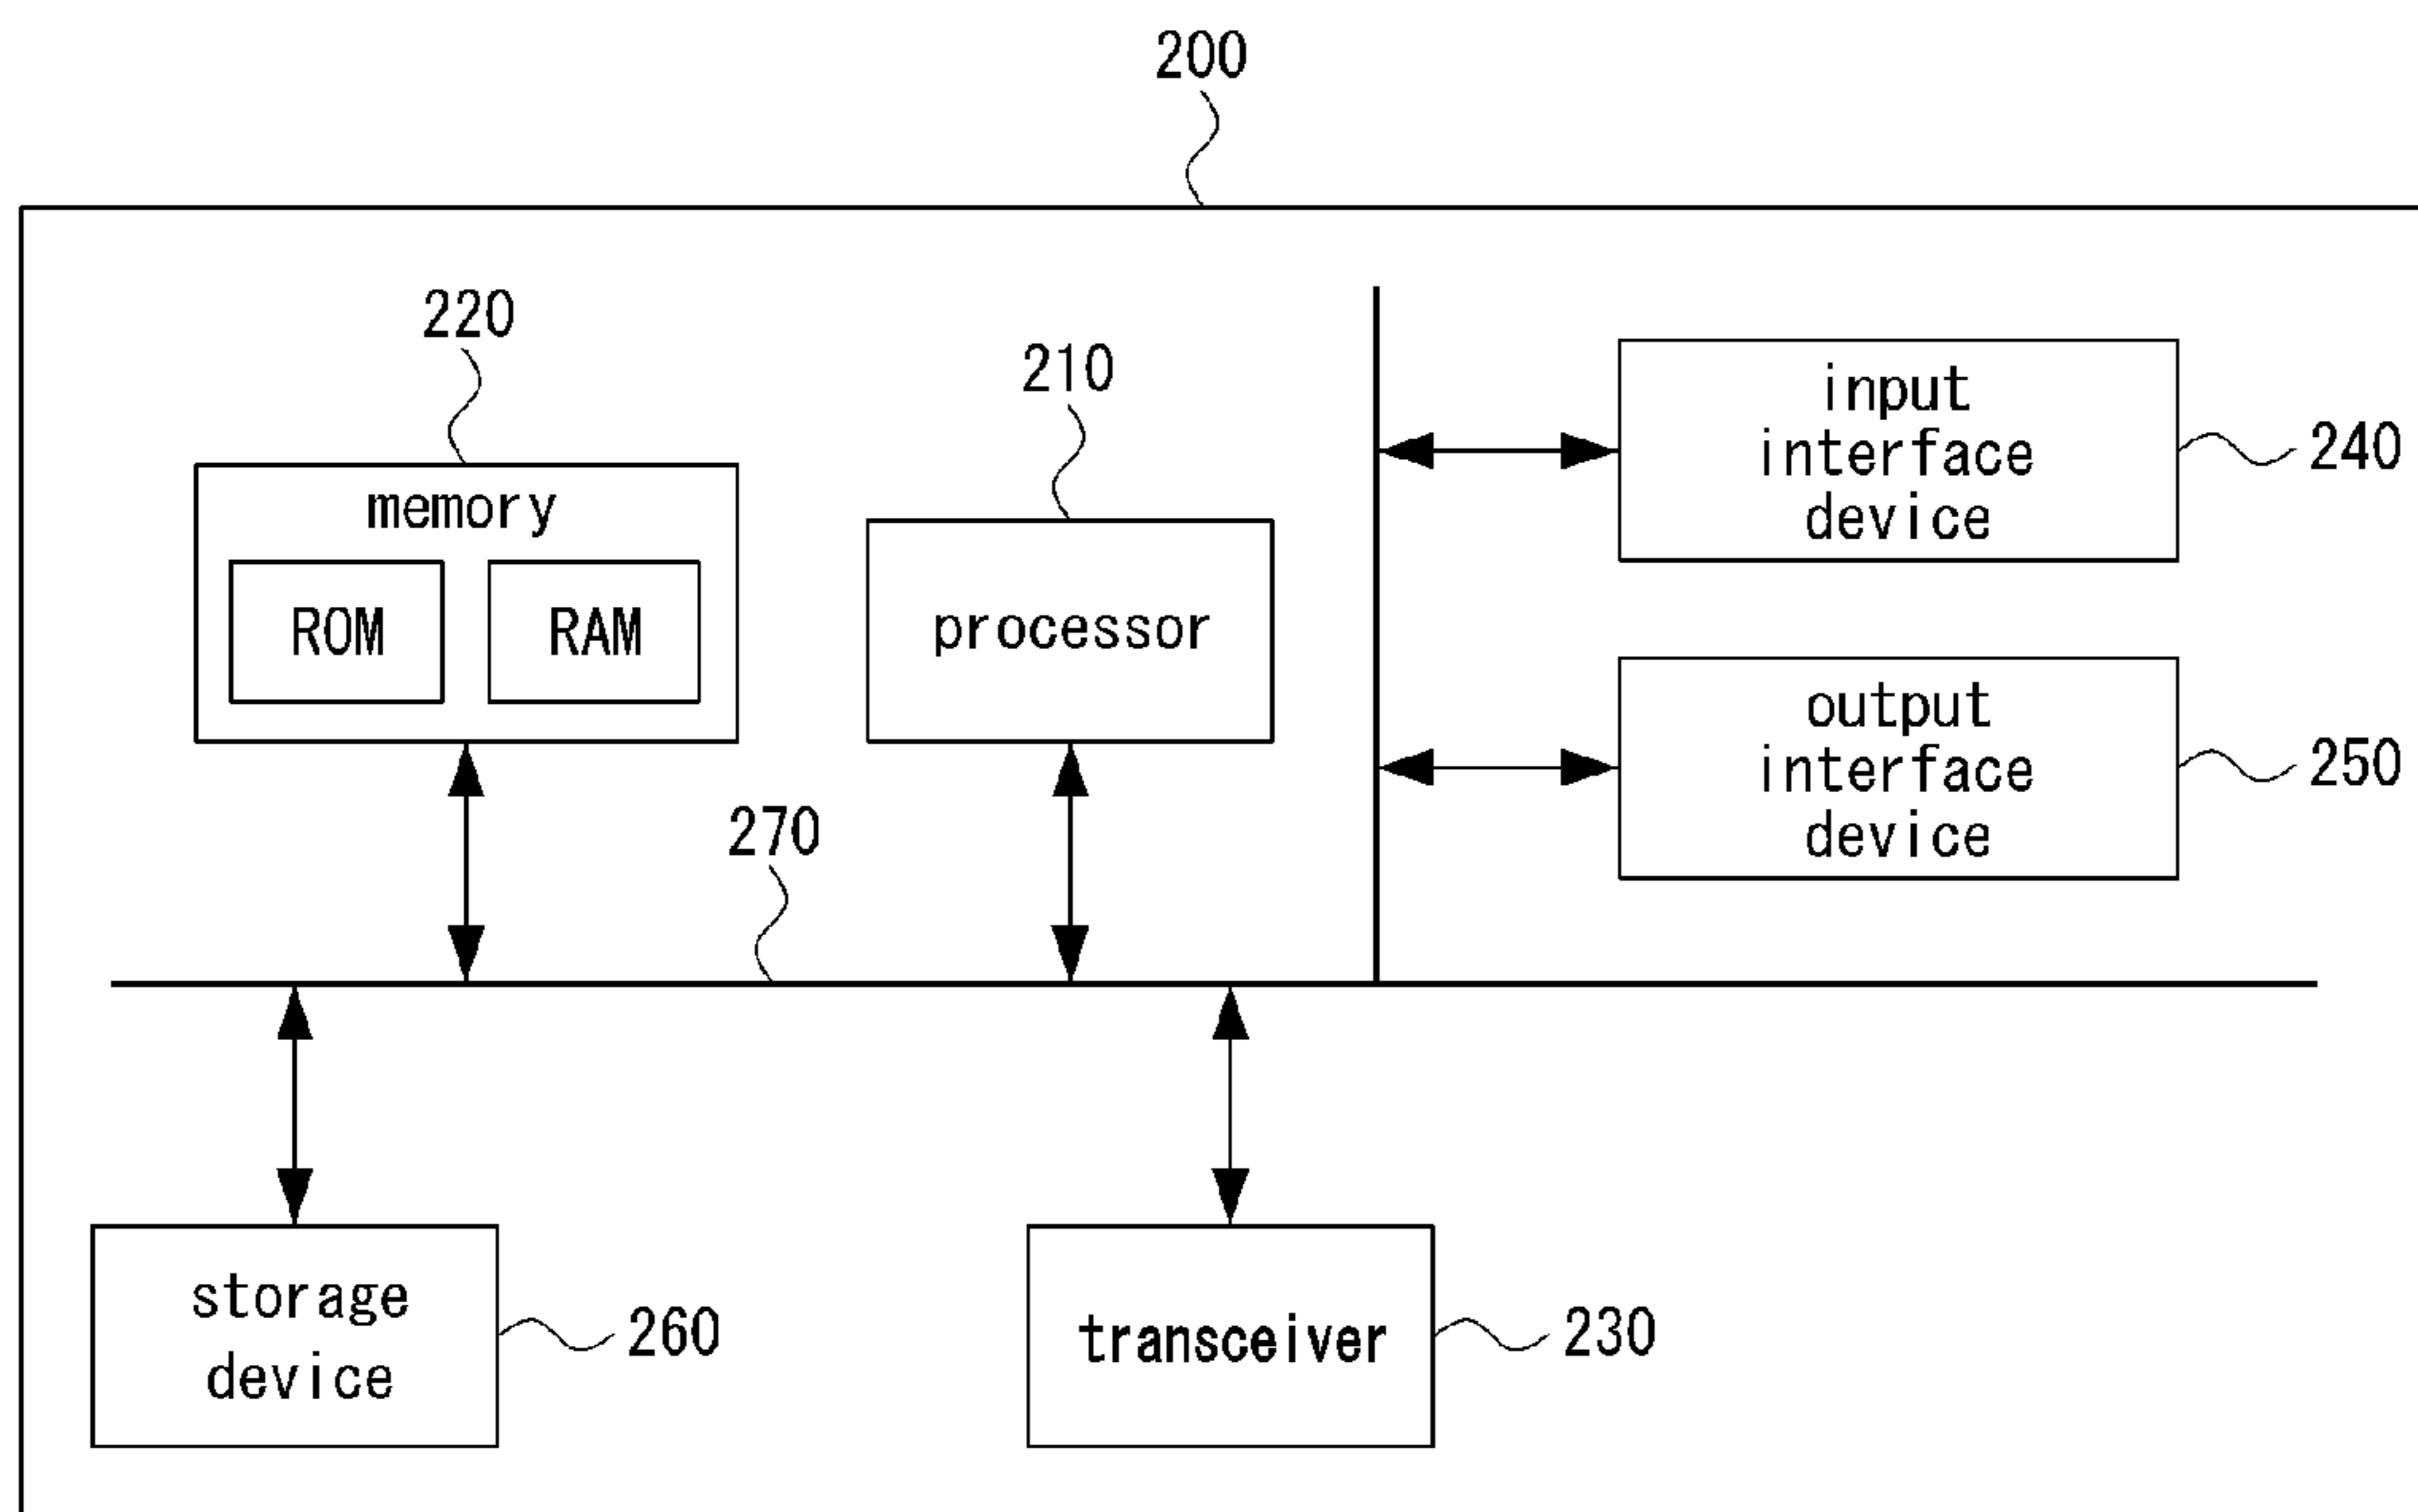 200
220
210
memory
ROM
RAM
processor
input
interface
device
240
output
interface
device
250
270
storage
device
260
transceiver
230